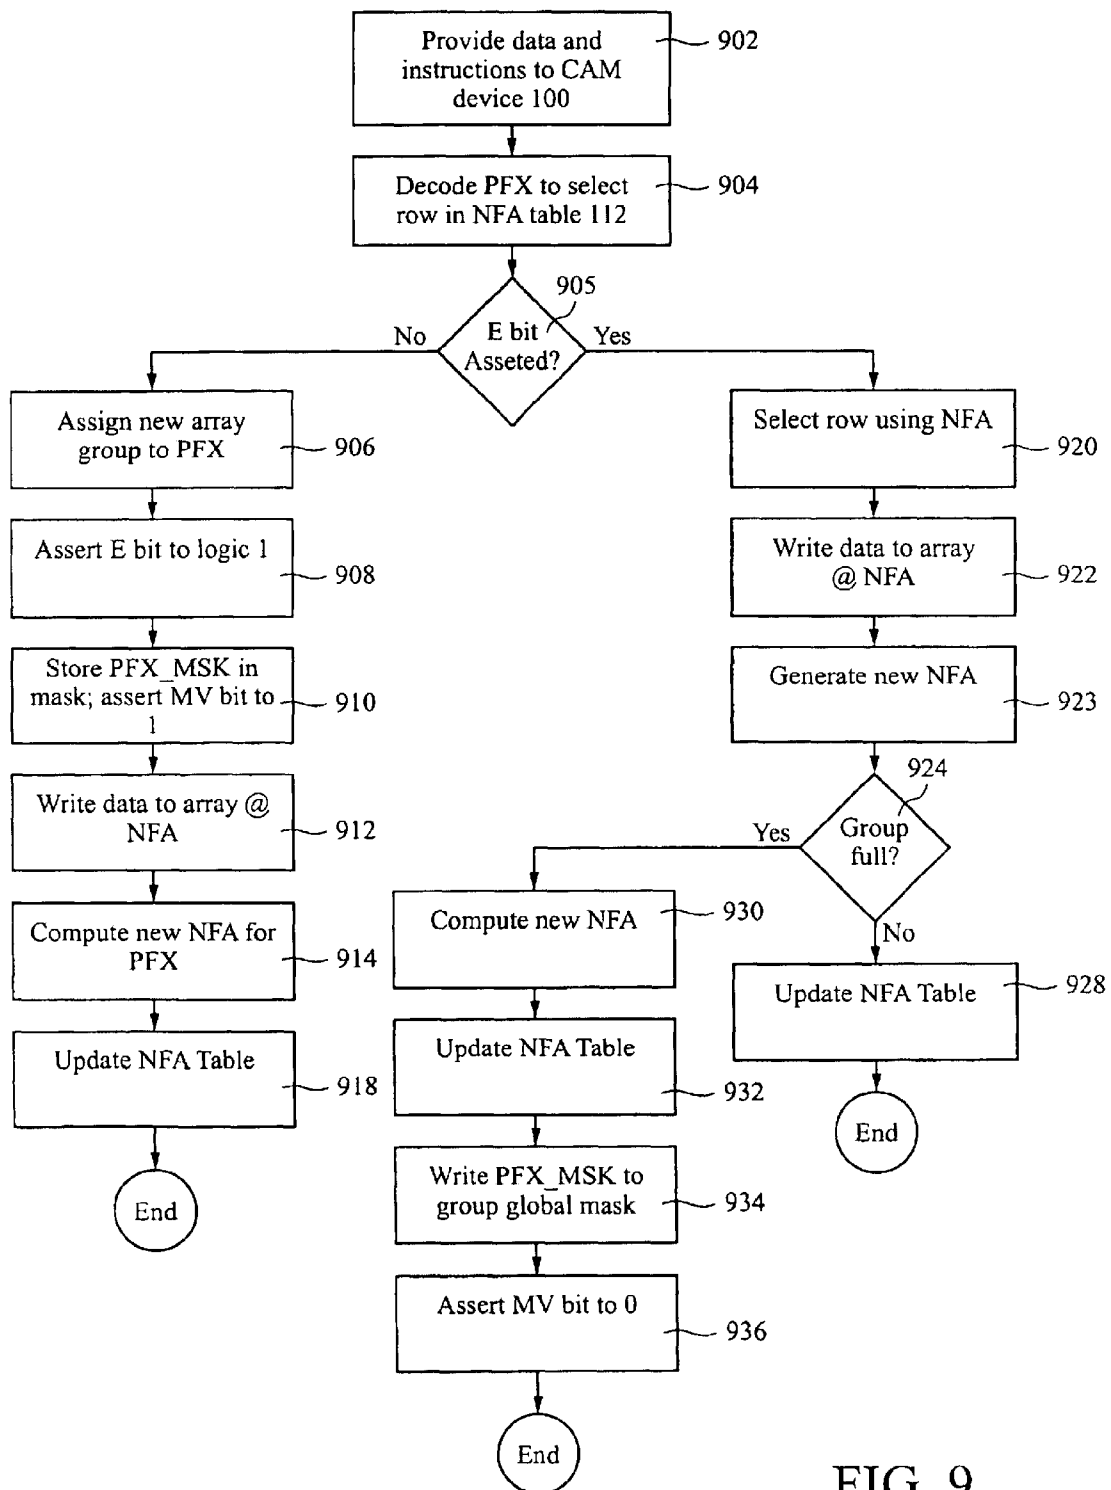 Provide data and
instructions to CAM
device 100
902
Decode PFX to select
row in NFA table 112
904
905
E bit
Asseted?
No
Yes
Assign new array
group to PFX
906
Assert E bit to logic 1
908
Store PFX_MSK in
mask; assert MV bit to
1
910
Write data to array @
NFA
912
Compute new NFA for
PFX
914
Update NFA Table
918
End
Select row using NFA
920
Write data to array
@ NFA
922
Generate new NFA
923
924
Group
full?
Yes
No
Update NFA Table
928
End
Compute new NFA
930
Update NFA Table
932
Write PFX_MSK to
group global mask
934
Assert MV bit to 0
936
End
FIG. 9